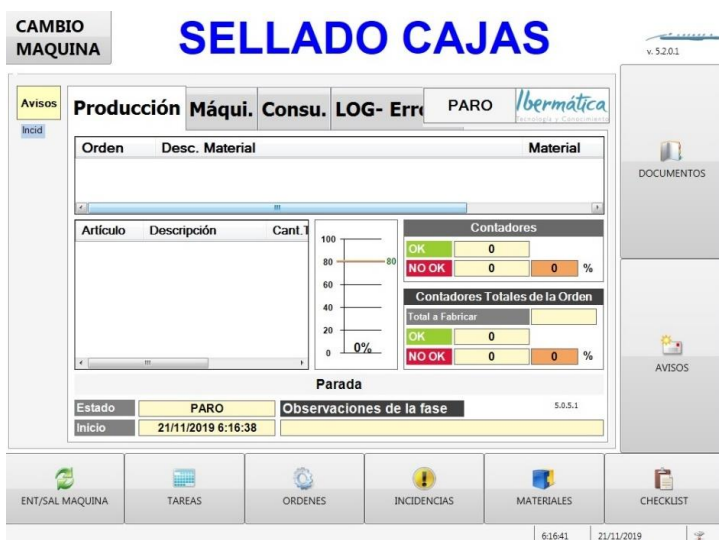 CAMBIO
MAQUINA
SELLADO CAJAS
v. 5.2.0.1
Avisos
Incid
Producción Máqui. Consu. LOG- Erro PARO Ibermática
Tecnología y Conocimiento
Orden Desc. Material Material
DOCUMENTOS
Artículo Descripción Cant.T
100
80 80
60
40
20
0 0%
Contadores
OK 0
NO OK 0 0 %
Contadores Totales de la Orden
Total a Fabricar
OK 0
NO OK 0 0 %
AVISOS
Parada
Estado PARO Observaciones de la fase 5.0.5.1
Inicio 21/11/2019 6:16:38
ENT/SAL MAQUINA TAREAS ORDENES INCIDENCIAS MATERIALES CHECKLIST
6:16:41 21/11/2019